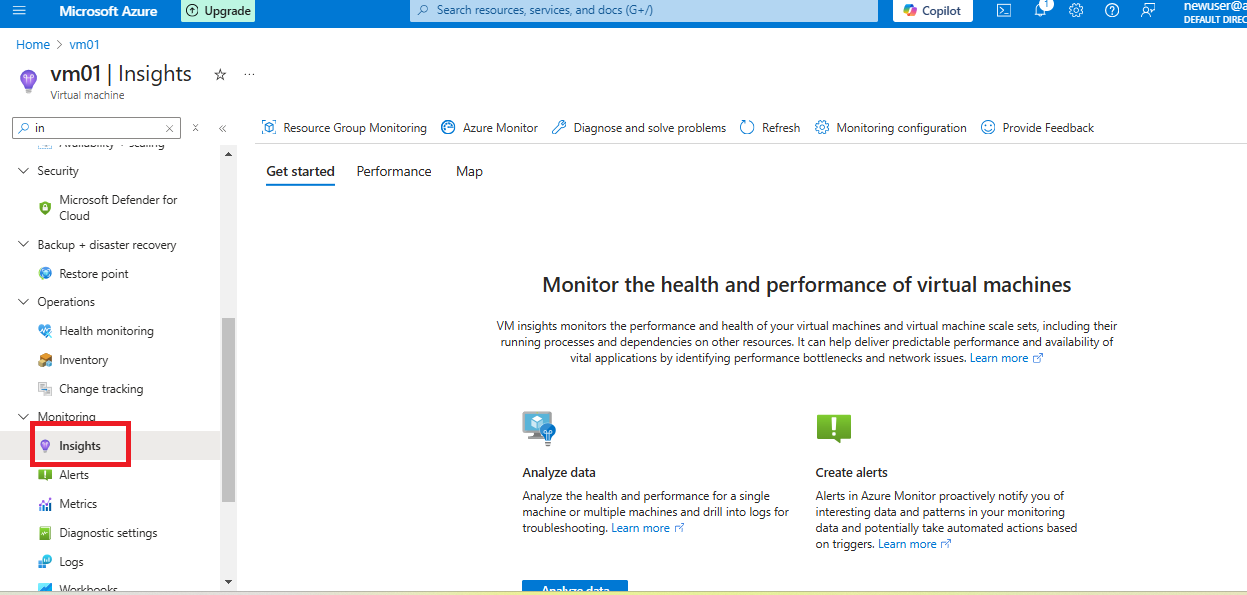 Microsoft Azure
Upgrade
Search resources, services, and docs (G+/)
Copilot
1
newuser@a
DEFAULT DIREC
Home > vm01
vm01 | Insights
Virtual machine
in
Availability + scaling
Security
Microsoft Defender for
Cloud
Backup + disaster recovery
Restore point
Operations
Health monitoring
Inventory
Change tracking
Monitoring
Insights
Alerts
Metrics
Diagnostic settings
Logs
Workbooks
Resource Group Monitoring
Azure Monitor
Diagnose and solve problems
Refresh
Monitoring configuration
Provide Feedback
Get started
Performance
Map
Monitor the health and performance of virtual machines
VM insights monitors the performance and health of your virtual machines and virtual machine scale sets, including their
running processes and dependencies on other resources. It can help deliver predictable performance and availability of
vital applications by identifying performance bottlenecks and network issues. Learn more
Analyze data
Analyze the health and performance for a single
machine or multiple machines and drill into logs for
troubleshooting. Learn more
Analyze data
Create alerts
Alerts in Azure Monitor proactively notify you of
interesting data and patterns in your monitoring
data and potentially take automated actions based
on triggers. Learn more